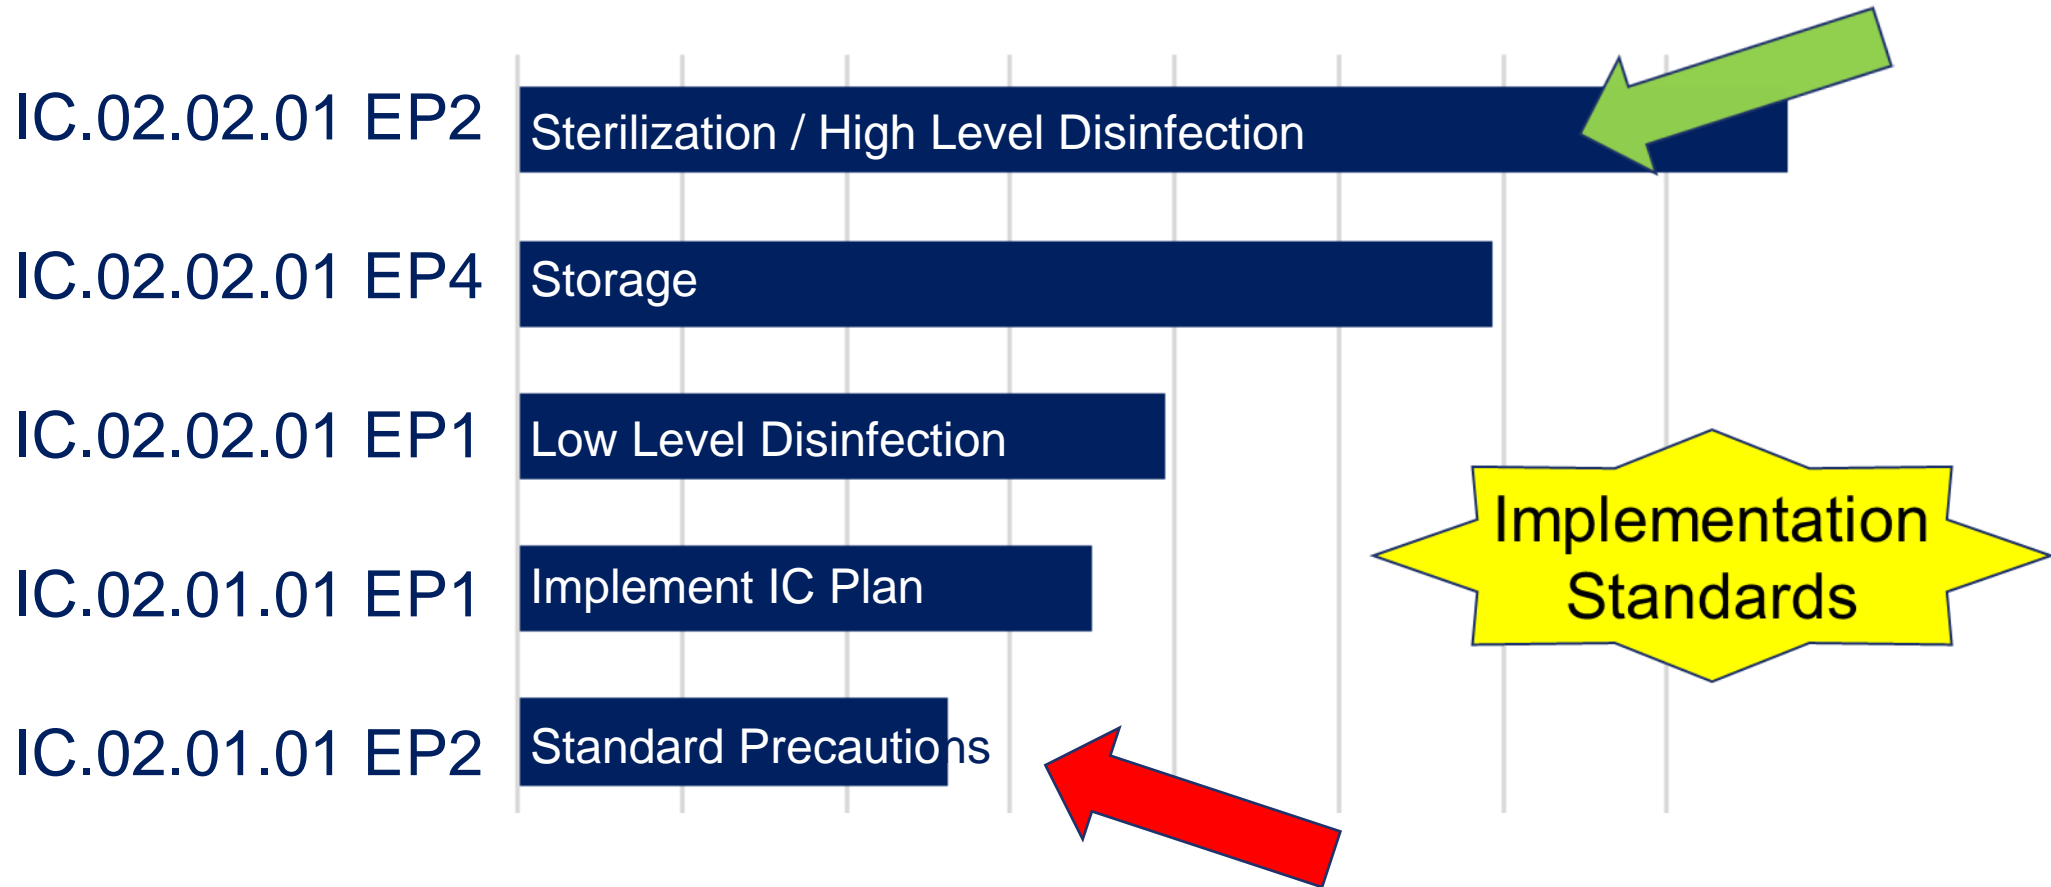 IC.02.02.01 EP2 Sterilization / High Level Disinfection
IC.02.02.01 EP4 Storage
IC.02.02.01 EP1 Low Level Disinfection
IC.02.01.01 EP1 Implement IC Plan
IC.02.01.01 EP2 Standard Precautions
Implementation
Standards